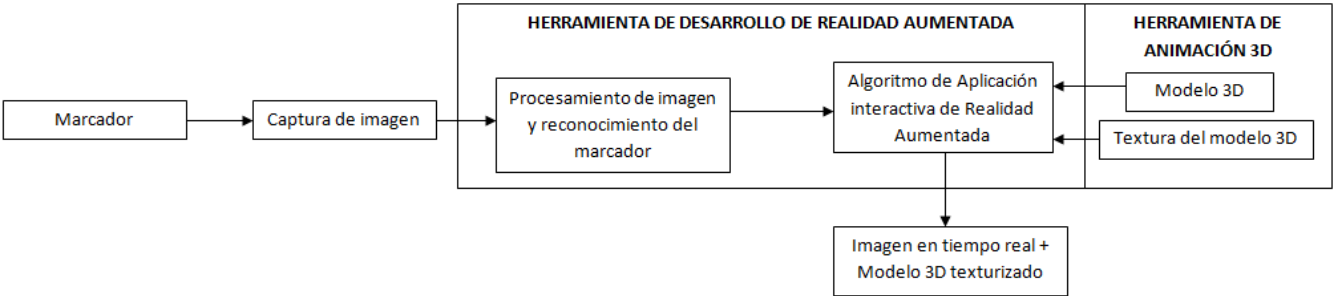 HERRAMIENTA DE DESARROLLO DE REALIDAD AUMENTADA
HERRAMIENTA DE
ANIMACIÓN 3D
Marcador
Captura de imagen
Procesamiento de imagen
y reconocimiento del
marcador
Algoritmo de Aplicación
interactiva de Realidad
Aumentada
Modelo 3D
Textura del modelo 3D
Imagen en tiempo real +
Modelo 3D texturizado